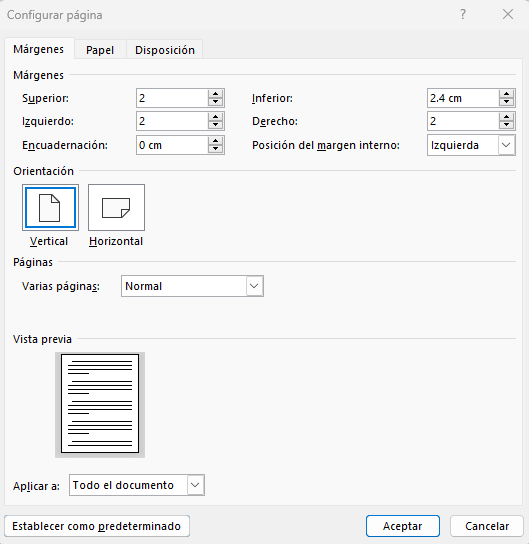 Configurar página
Márgenes Papel Disposición
Márgenes
Superior: 2 Inferior: 2.4 cm
Izquierdo: 2 Derecho: 2
Encuadernación: 0 cm Posición del margen interno: Izquierda
Orientación
Vertical Horizontal
Páginas
Varias páginas: Normal
Vista previa
Aplicar a: Todo el documento
Establecer como predeterminado Aceptar Cancelar